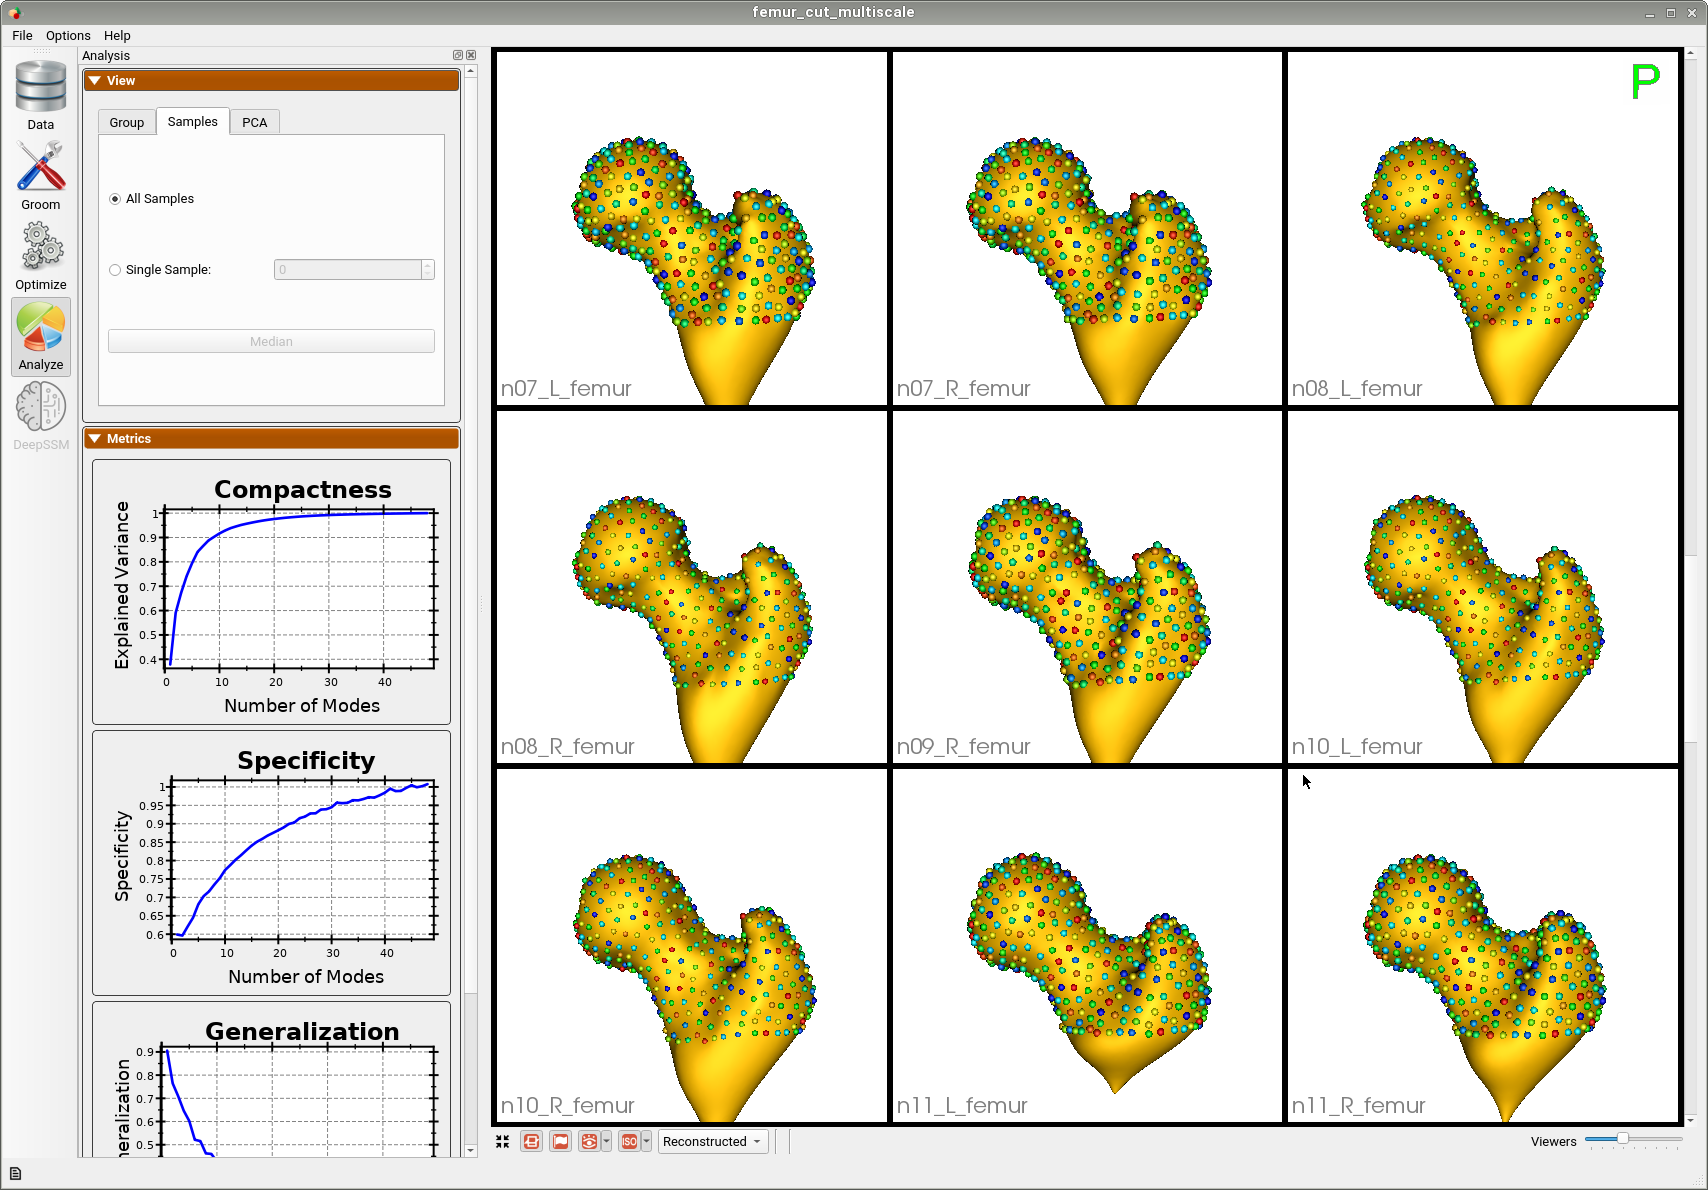 femur_cut_multiscale
File Options Help
Analysis
Data
Groom
Optimize
Analyze
DeepSSM
View
Group Samples PCA
All Samples
Single Sample: 0
Median
Metrics
Compactness
Explained Variance
1
0.9
0.8
0.7
0.6
0.5
0.4
0 10 20 30 40
Number of Modes
Specificity
Specificity
1
0.95
0.9
0.85
0.8
0.75
0.7
0.65
0.6
0 10 20 30 40
Number of Modes
Generalization
neralization
0.9
0.8
0.7
0.6
0.5
P
n07_L_femur
n07_R_femur
n08_L_femur
n08_R_femur
n09_R_femur
n10_L_femur
n10_R_femur
n11_L_femur
n11_R_femur
ISO
Reconstructed
Viewers